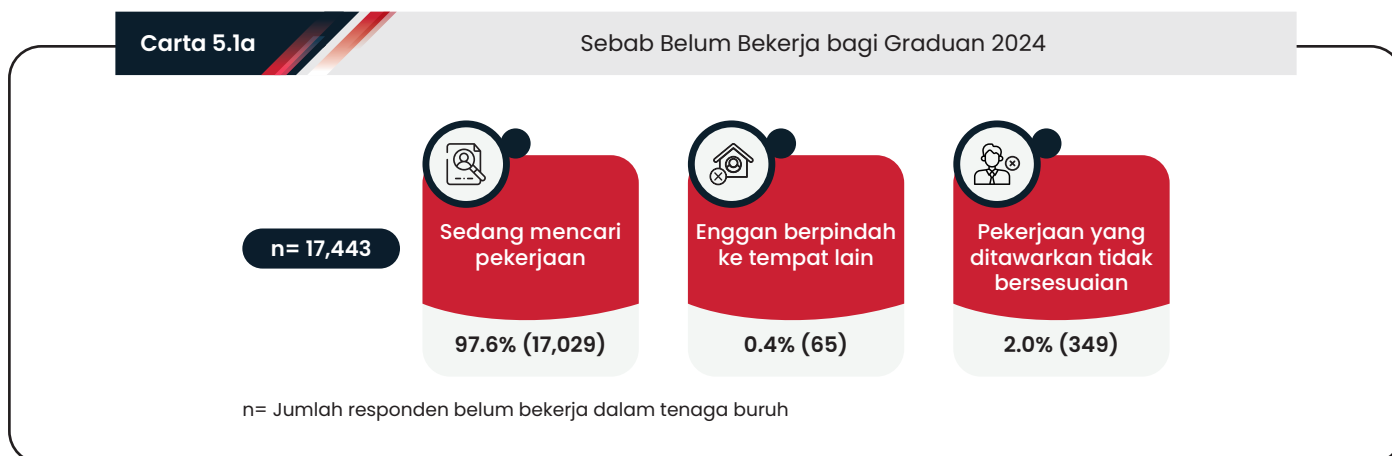 Carta 5.1a
Sebab Belum Bekerja bagi Graduan 2024
n= 17,443
Sedang mencari
pekerjaan
97.6% (17,029)
Enggan berpindah
ke tempat lain
0.4% (65)
Pekerjaan yang
ditawarkan tidak
bersesuaian
2.0% (349)
n= Jumlah responden belum bekerja dalam tenaga buruh